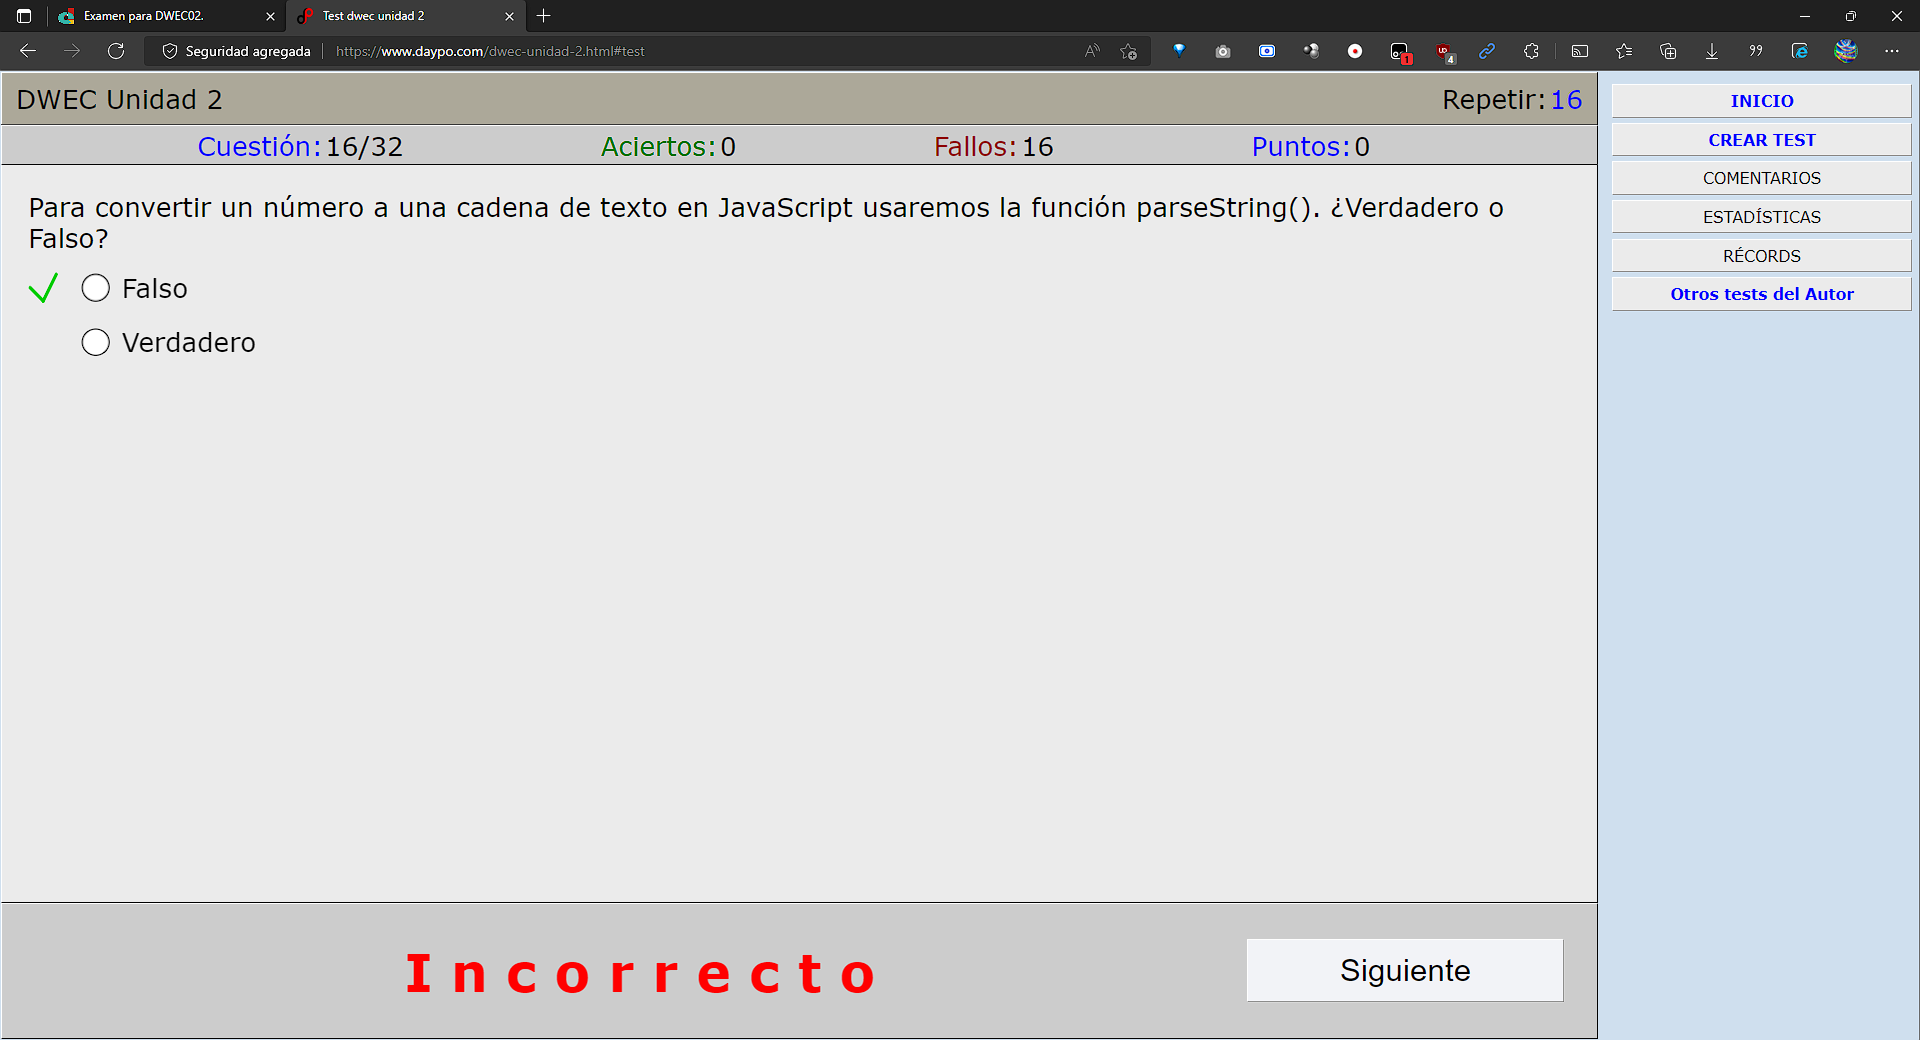 Examen para DWEC02.
Test dwec unidad 2
Seguridad agregada
https://www.daypo.com/dwec-unidad-2.html#test
1
4
DWEC Unidad 2
Repetir: 16
Cuestión: 16/32
Aciertos: 0
Fallos: 16
Puntos: 0
Para convertir un número a una cadena de texto en JavaScript usaremos la función parseString(). ¿Verdadero o
Falso?
Falso
Verdadero
Incorrecto
Siguiente
INICIO
CREAR TEST
COMENTARIOS
ESTADÍSTICAS
RÉCORDS
Otros tests del Autor